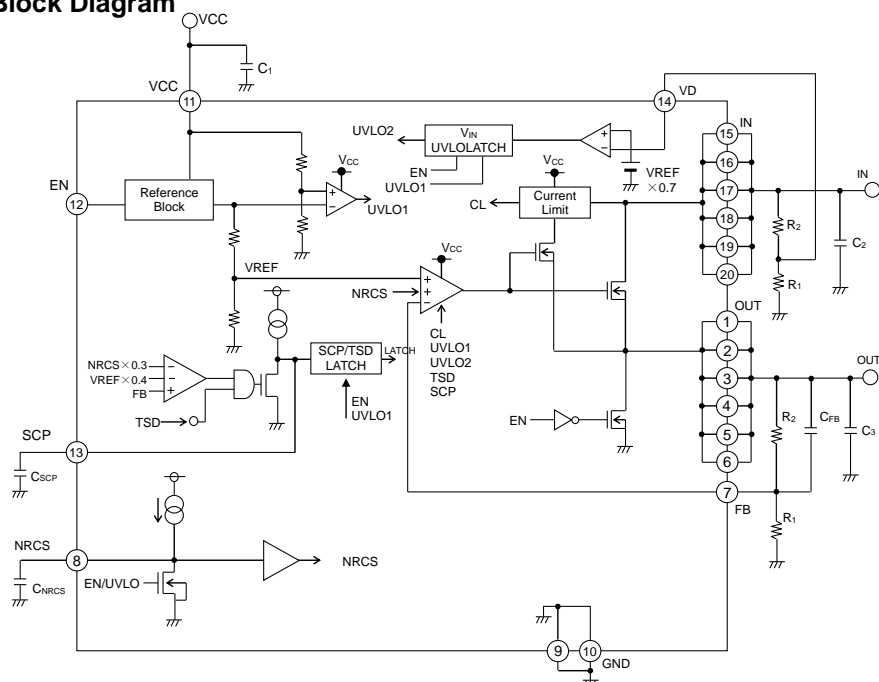 Block Diagram
VCC
C1
VCC
11
14
VD
15
IN
UVLO2
VIN
UVLOLATCH
16
EN
UVLO1
VCC
VREF
×0.7
17
IN
EN
12
Reference
Block
VCC
UVLO1
CL
Current
Limit
18
R2
C2
19
20
R1
VREF
VCC
OUT
NRCS
1
2
SCP/TSD
LATCH
LATCH
CL
UVLO1
UVLO2
TSD
SCP
NRCS×0.3
VREF×0.4
FB
3
OUT
EN
UVLO1
4
R2
CFB
C3
TSD
EN
5
SCP
13
6
CSCP
7
FB
R1
NRCS
8
NRCS
CNRCS
EN/UVLO
9
10
GND